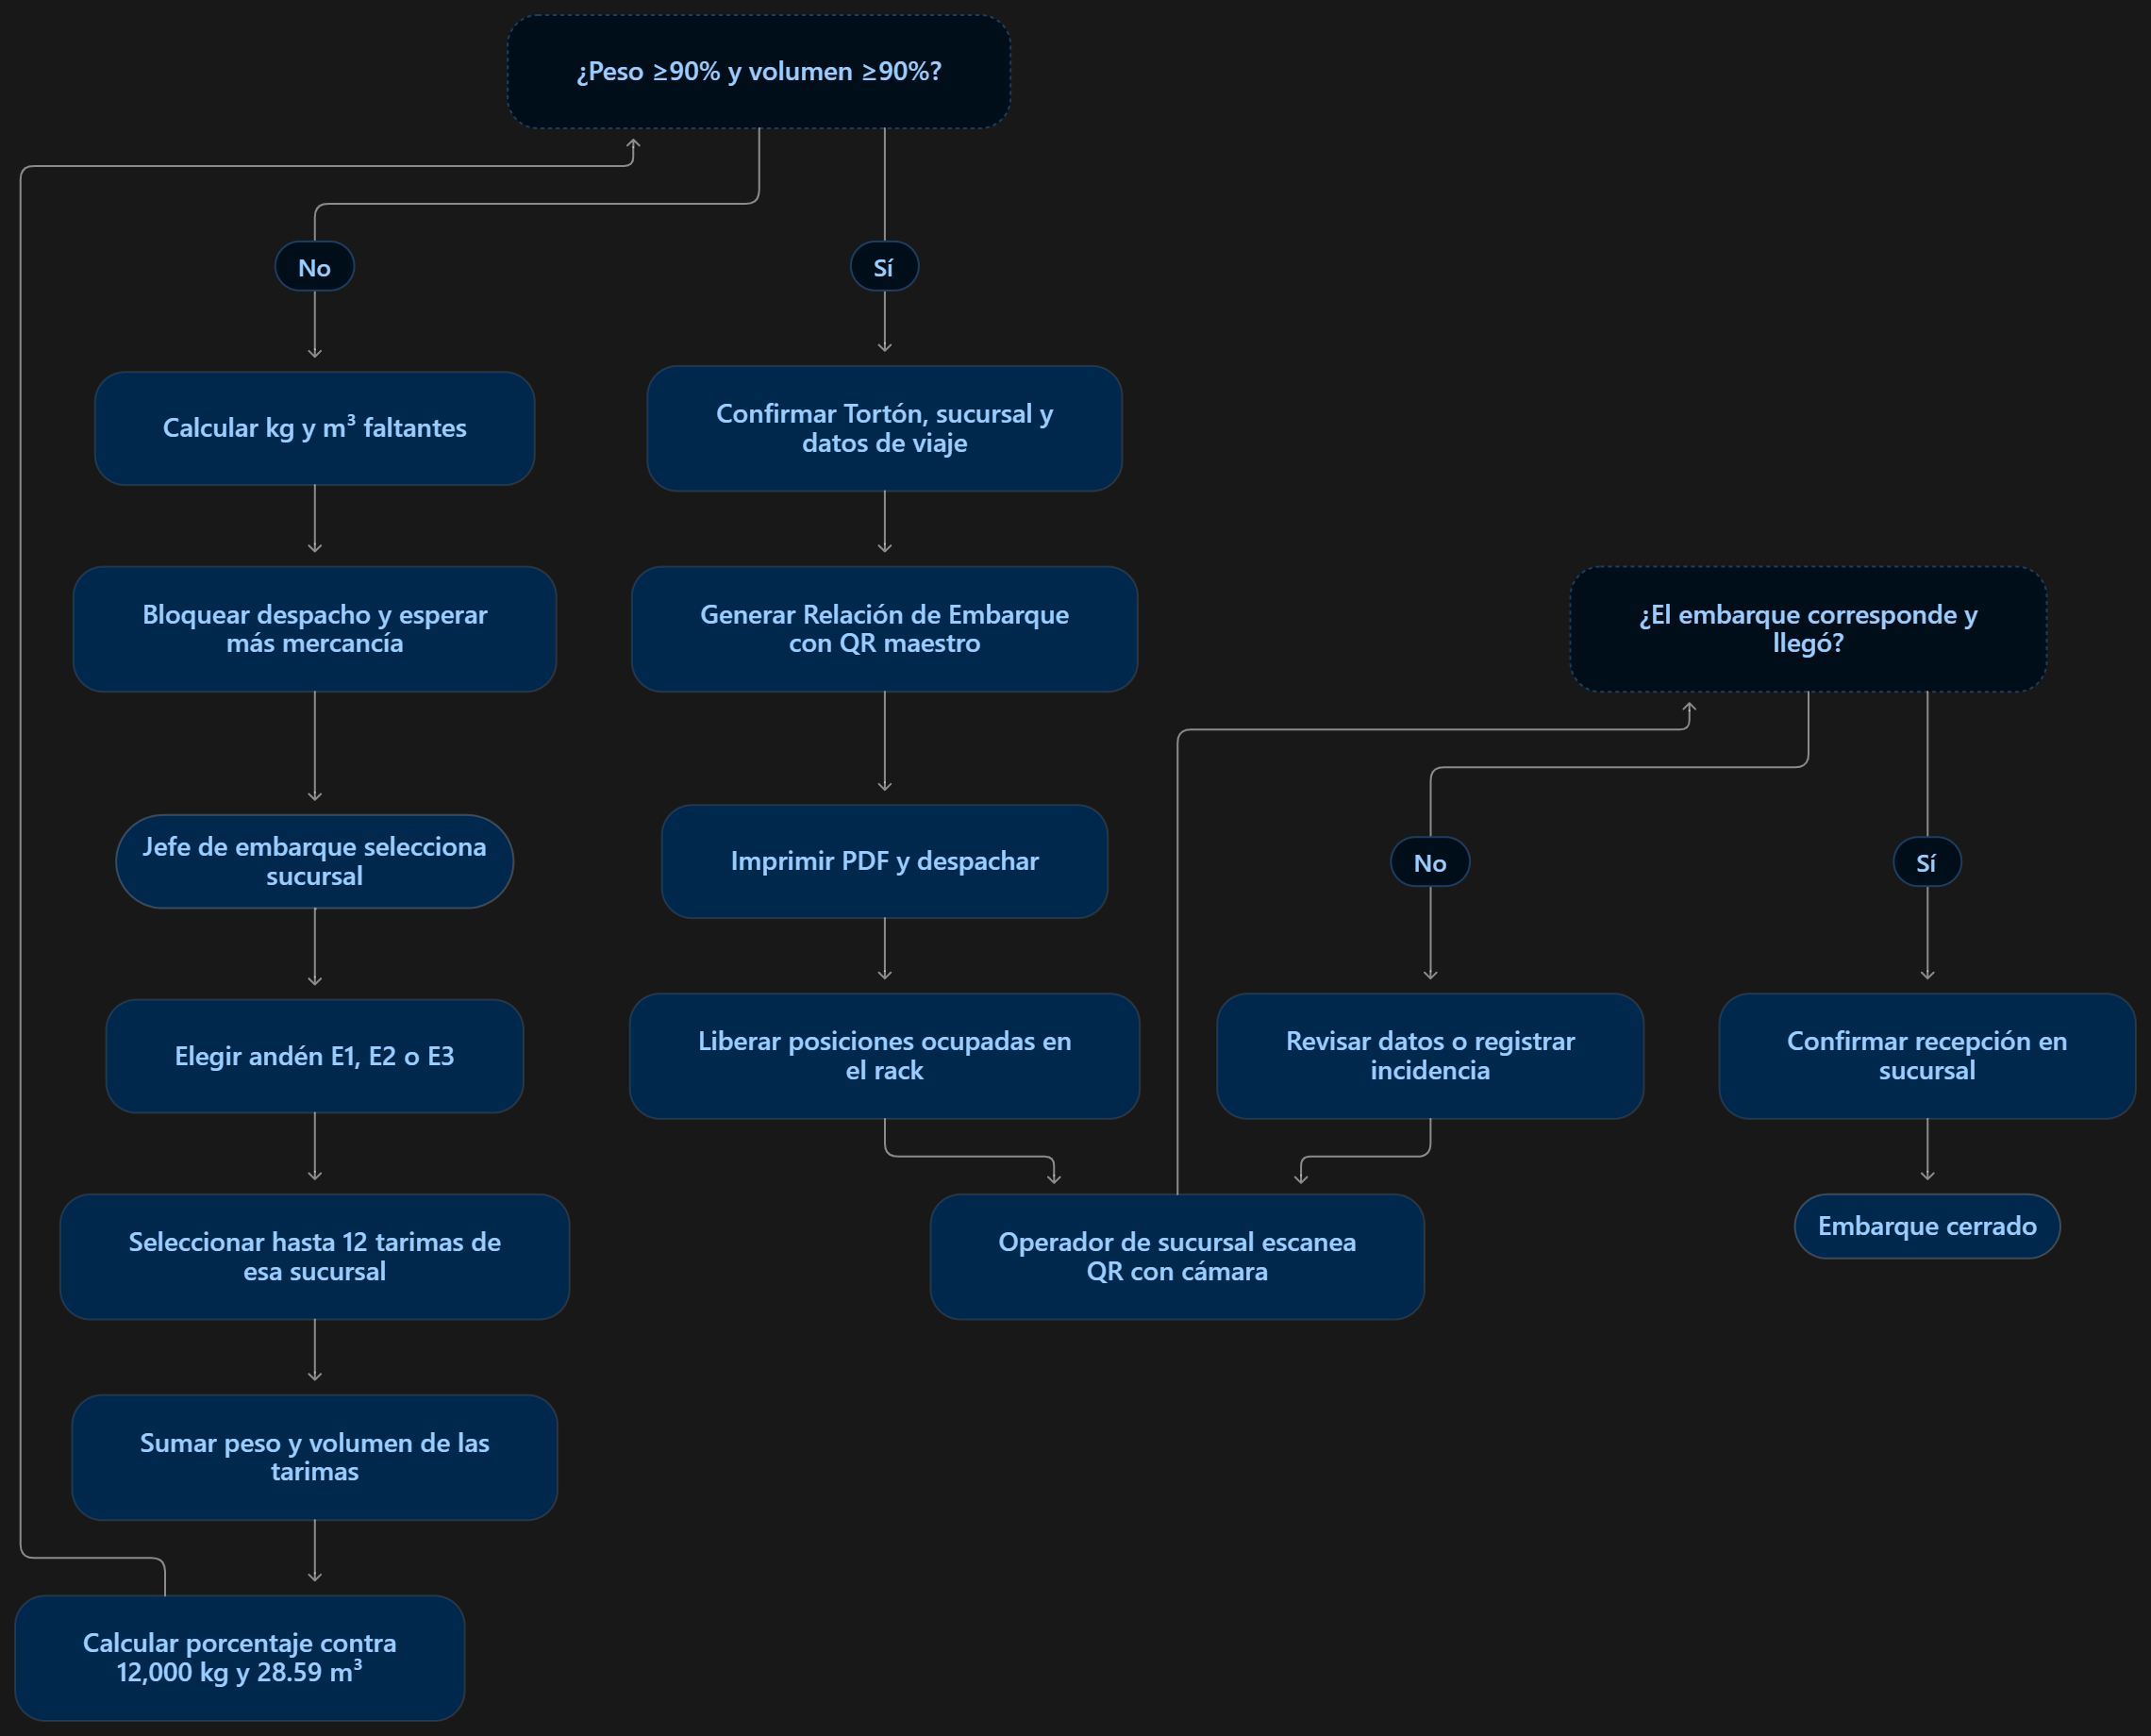 ¿Peso ≥90% y volumen ≥90%?
No
Sí
Calcular kg y m³ faltantes
Confirmar Tortón, sucursal y
datos de viaje
Bloquear despacho y esperar
más mercancía
Generar Relación de Embarque
con QR maestro
¿El embarque corresponde y
llegó?
Jefe de embarque selecciona
sucursal
Imprimir PDF y despachar
No
Sí
Elegir andén E1, E2 o E3
Liberar posiciones ocupadas en
el rack
Revisar datos o registrar
incidencia
Confirmar recepción en
sucursal
Seleccionar hasta 12 tarimas de
esa sucursal
Operador de sucursal escanea
QR con cámara
Embarque cerrado
Sumar peso y volumen de las
tarimas
Calcular porcentaje contra
12,000 kg y 28.59 m³